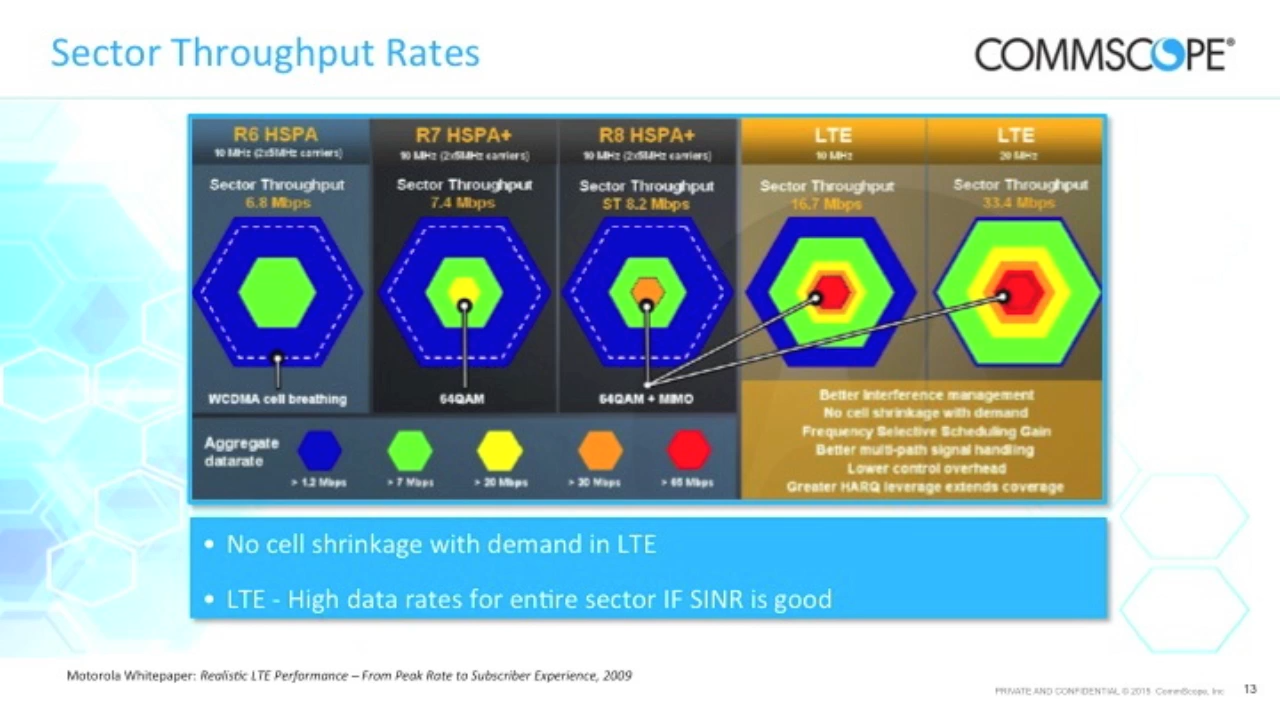 Sector Throughput Rates
COMMSCOPE®
R6 HSPA
10 MHz (2x5MHz carriers)
Sector Throughput
6.8 Mbps
WCDMA cell breathing
R7 HSPA+
10 MHz (2x5MHz carriers)
Sector Throughput
7.4 Mbps
64QAM
R8 HSPA+
10 MHz (2x5MHz carriers)
Sector Throughput
ST 8.2 Mbps
64QAM + MIMO
LTE
10 MHz
Sector Throughput
16.7 Mbps
LTE
20 MHz
Sector Throughput
33.4 Mbps
Aggregate
datarate
> 1.2 Mbps
> 7 Mbps
> 20 Mbps
> 30 Mbps
> 65 Mbps
Better Interference management
No cell shrinkage with demand
Frequency Selective Scheduling Gain
Better multi-path signal handling
Lower control overhead
Greater HARQ leverage extends coverage
• No cell shrinkage with demand in LTE
• LTE - High data rates for entire sector IF SINR is good
Motorola Whitepaper: Realistic LTE Performance – From Peak Rate to Subscriber Experience, 2009
PRIVATE AND CONFIDENTIAL © 2015 CommScope, Inc
13